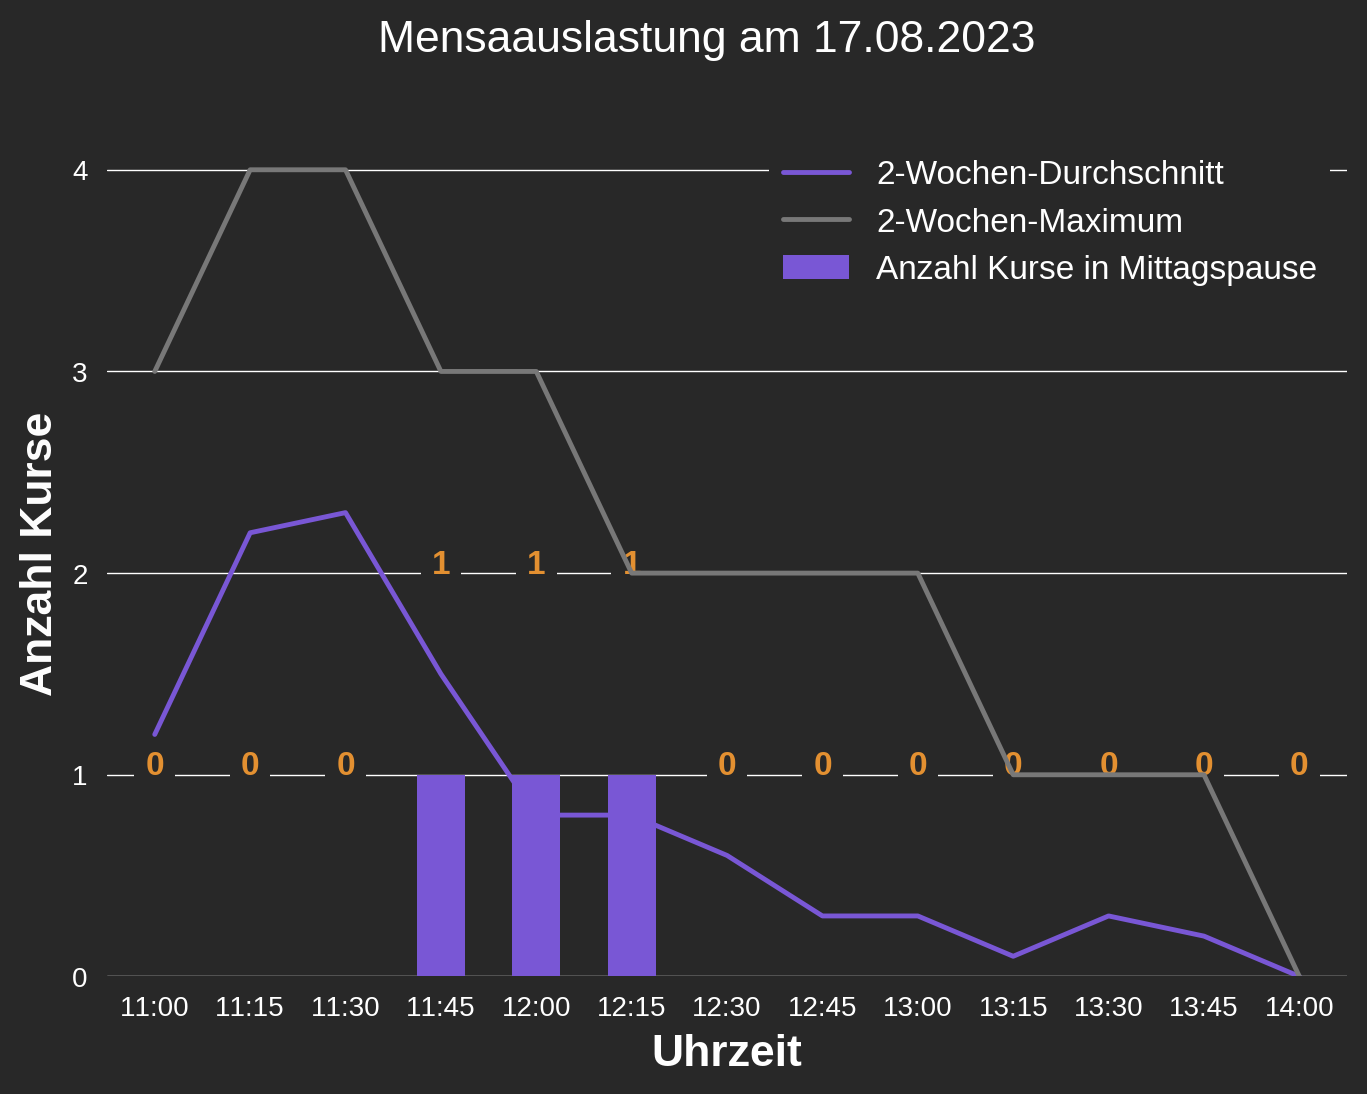 Mensaauslastung am 17.08.2023
2-Wochen-Durchschnitt
2-Wochen-Maximum
Anzahl Kurse in Mittagspause
Anzahl Kurse
4
3
2
1
0
1 1 1
0 0 0 0 0 0 0 0 0 0
11:00 11:15 11:30 11:45 12:00 12:15 12:30 12:45 13:00 13:15 13:30 13:45 14:00
Uhrzeit